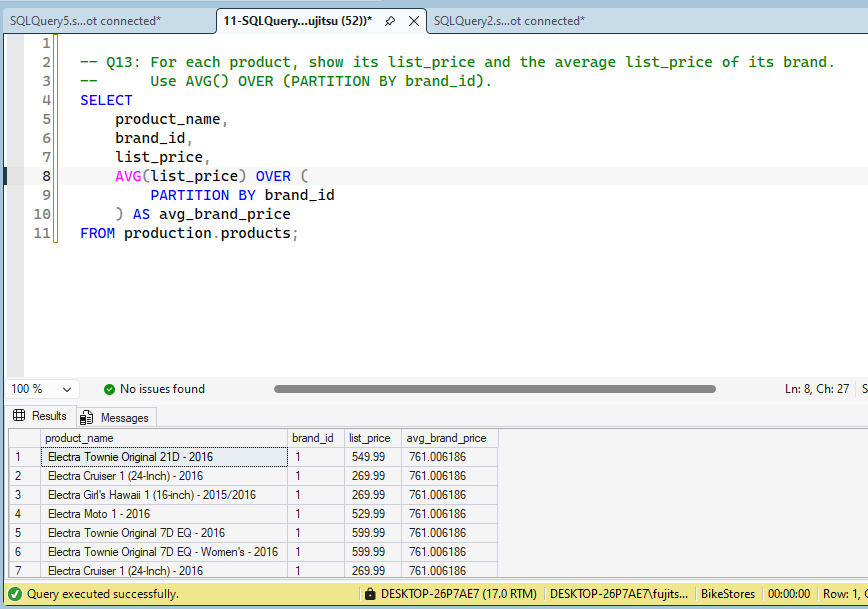 SQLQuery5.s...ot connected* 11-SQLQuery...ujitsu (52))* SQLQuery2.s...ot connected*
1
2 -- Q13: For each product, show its list_price and the average list_price of its brand.
3 -- Use AVG() OVER (PARTITION BY brand_id).
4 SELECT
5 product_name,
6 brand_id,
7 list_price,
8 AVG(list_price) OVER (
9 PARTITION BY brand_id
10 ) AS avg_brand_price
11 FROM production.products;
100 % No issues found Ln: 8, Ch: 27 S
Results Messages
product_name brand_id list_price avg_brand_price
1 Electra Townie Original 21D - 2016 1 549.99 761.006186
2 Electra Cruiser 1 (24-Inch) - 2016 1 269.99 761.006186
3 Electra Girl's Hawaii 1 (16-inch) - 2015/2016 1 269.99 761.006186
4 Electra Moto 1 - 2016 1 529.99 761.006186
5 Electra Townie Original 7D EQ - 2016 1 599.99 761.006186
6 Electra Townie Original 7D EQ - Women's - 2016 1 599.99 761.006186
7 Electra Cruiser 1 (24-Inch) - 2016 1 269.99 761.006186
Query executed successfully. DESKTOP-26P7AE7 (17.0 RTM) DESKTOP-26P7AE7\fujits... BikeStores 00:00:00 Row: 1,